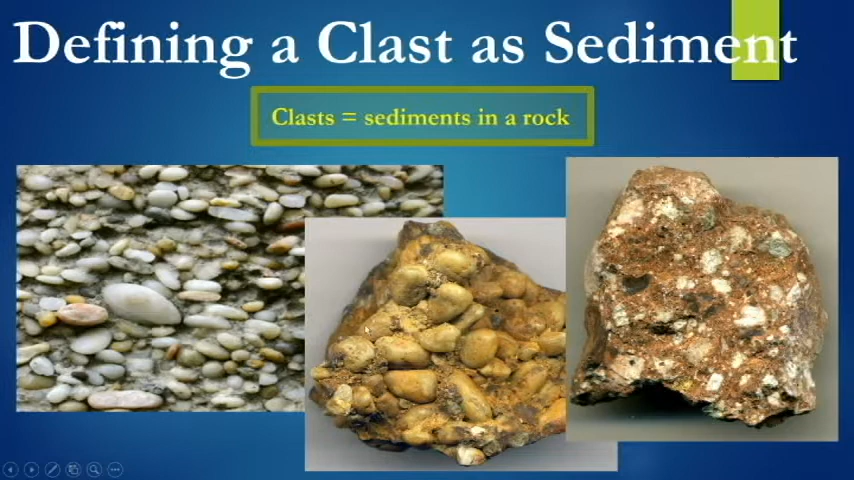 Defining a Clast as Sediment
Clasts = sediments in a rock